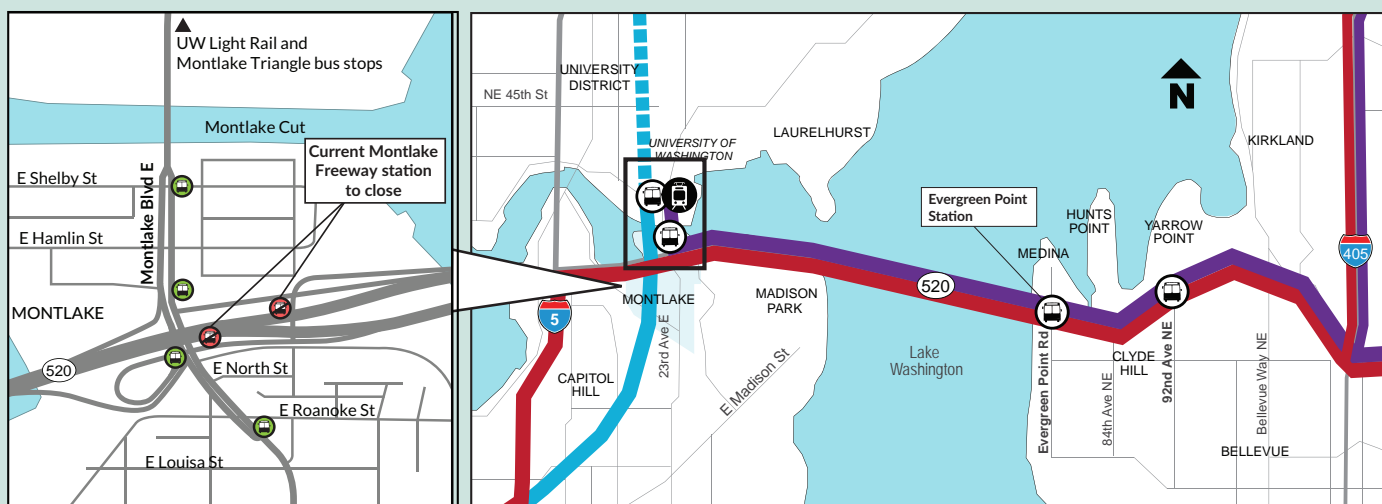 UW Light Rail and
Montlake Triangle bus stops
Montlake Cut
Current Montlake
Freeway station
to close
E Shelby St
Montlake Blvd E
E Hamlin St
MONTLAKE
520
E North St
E Roanoke St
E Louisa St
UNIVERSITY
DISTRICT
NE 45th St
UNIVERSITY OF
WASHINGTON
LAURELHURST
N
KIRKLAND
Evergreen Point
Station
HUNTS
POINT
YARROW
POINT
MEDINA
405
520
5
MONTLAKE
MADISON
PARK
23rd Ave E
CAPITOL
HILL
E Madison St
Lake
Washington
Evergreen Point Rd
CLYDE
HILL
84th Ave NE
92nd Ave NE
Bellevue Way NE
BELLEVUE